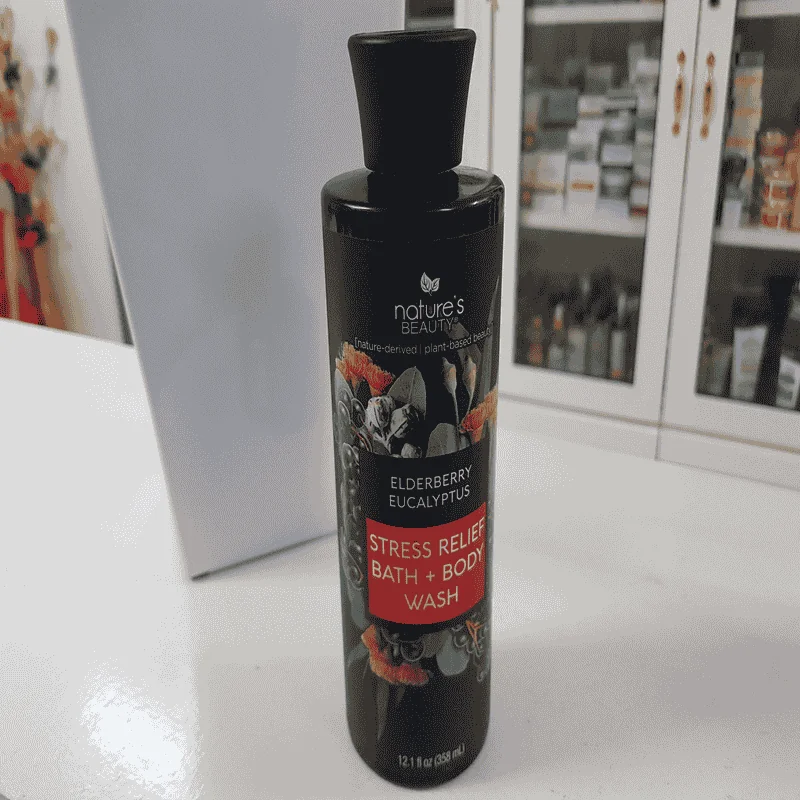 nature's
BEAUTY®
[nature-derived | plant-based beauty
ELDERBERRY
EUCALYPTUS
STRESS RELIEF
BATH + BODY
WASH
12.1 fl oz (358 mL)